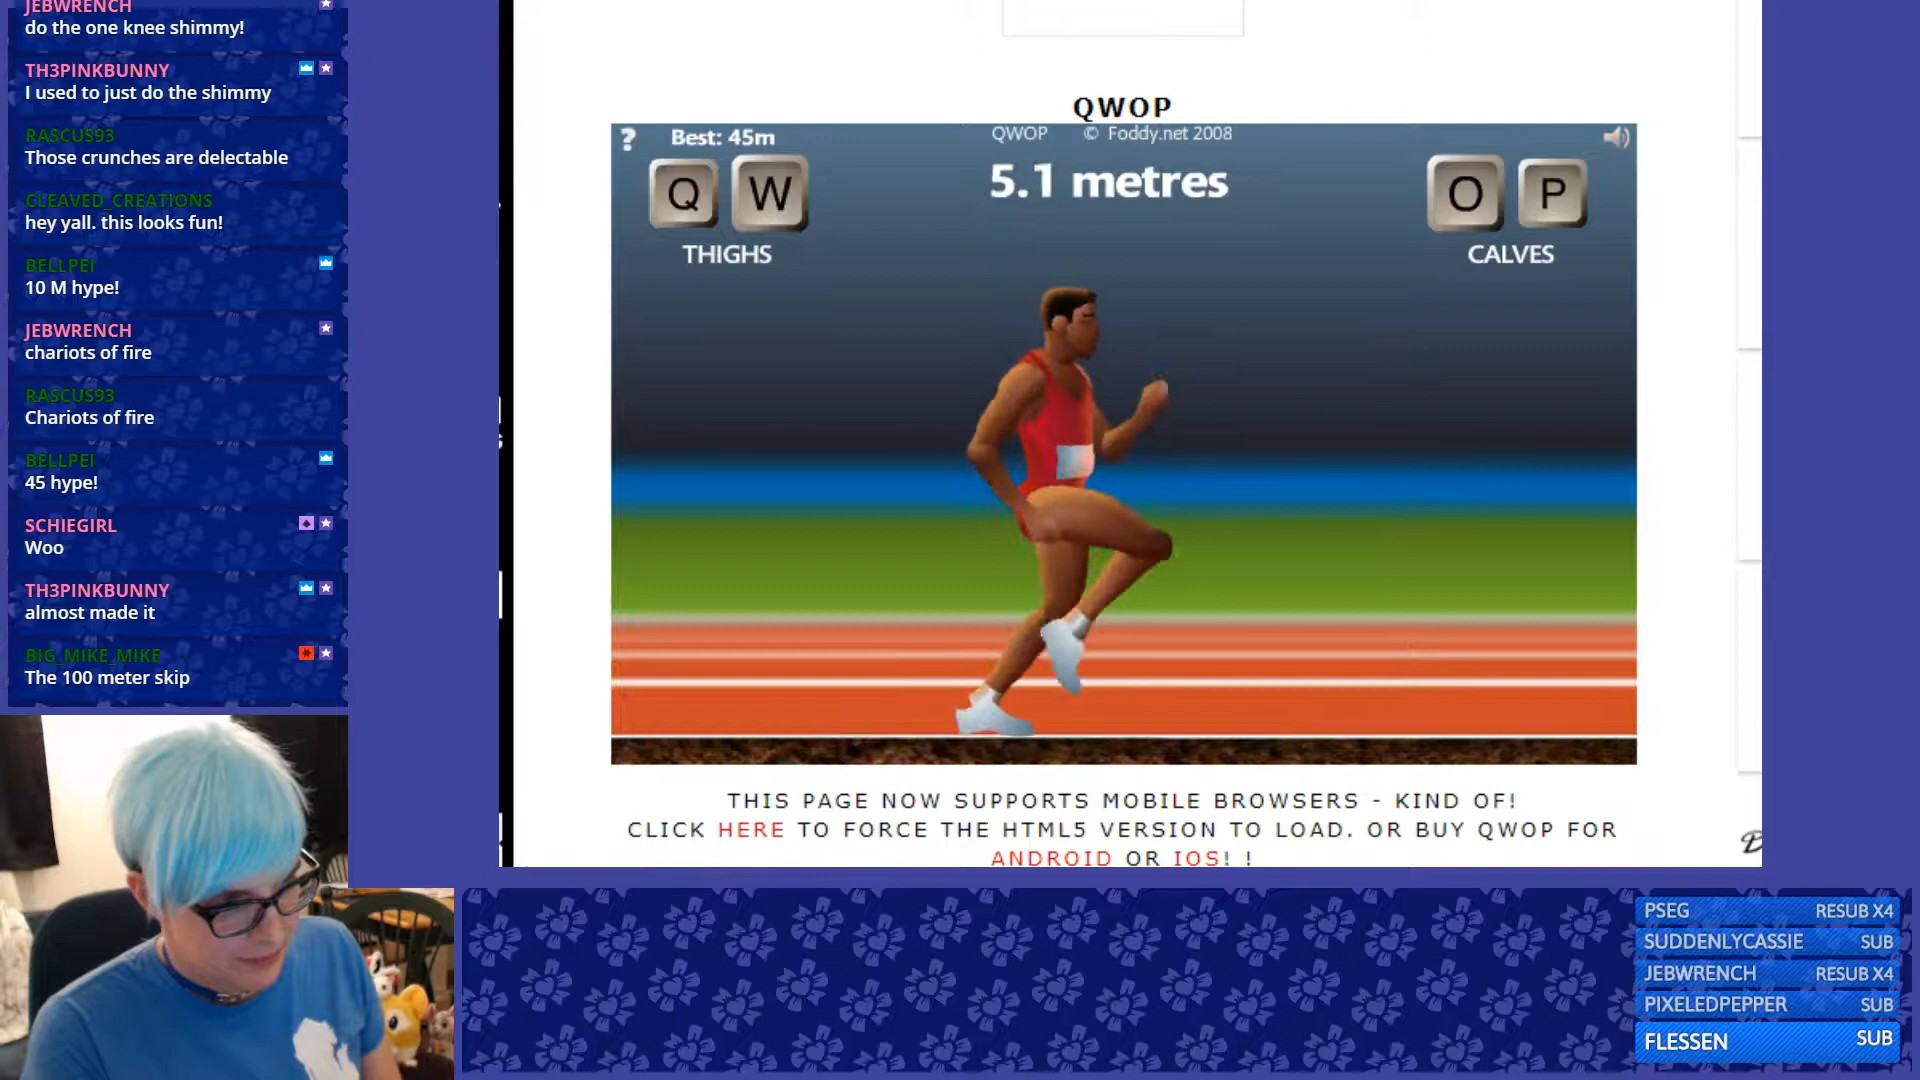 JEBWRENCH
do the one knee shimmy!
TH3PINKBUNNY
I used to just do the shimmy
RASCUS93
Those crunches are delectable
CLEAVED_CREATIONS
hey yall. this looks fun!
BELLPEI
10 M hype!
JEBWRENCH
chariots of fire
RASCUS93
Chariots of fire
BELLPEI
45 hype!
SCHIEGIRL
Woo
TH3PINKBUNNY
almost made it
BIG_MIKE_MIKE
The 100 meter skip
QWOP
? Best: 45m
QWOP © Foddy.net 2008
5.1 metres
Q W
THIGHS
O P
CALVES
THIS PAGE NOW SUPPORTS MOBILE BROWSERS - KIND OF!
CLICK HERE TO FORCE THE HTML5 VERSION TO LOAD. OR BUY QWOP FOR
ANDROID OR IOS! !
PSEG RESUB X4
SUDDENLYCASSIE SUB
JEBWRENCH RESUB X4
PIXELEDPEPPER SUB
FLESSEN SUB